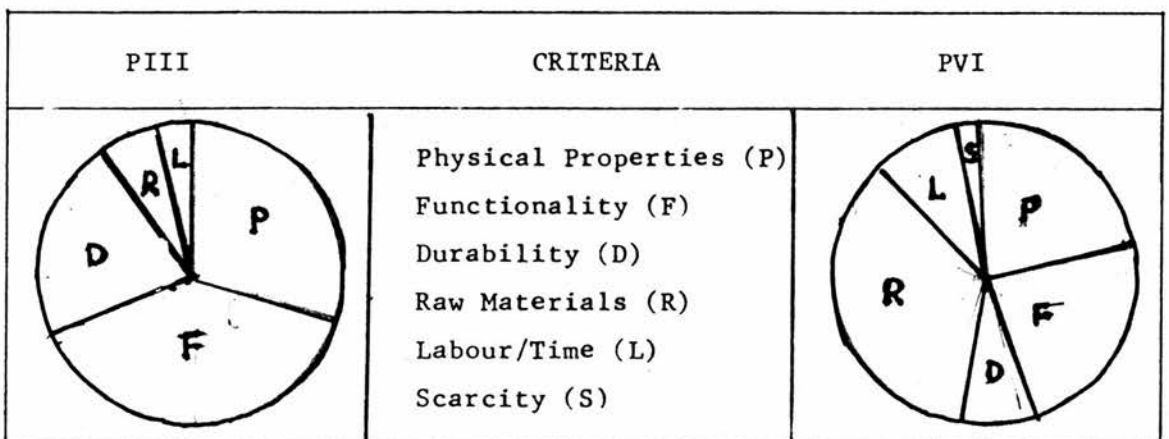 PIII CRITERIA PVI
Physical Properties (P)
Functionality (F)
Durability (D)
Raw Materials (R)
Labour/Time (L)
Scarcity (S)
L
R
P
D
F
S
L
P
R
F
D